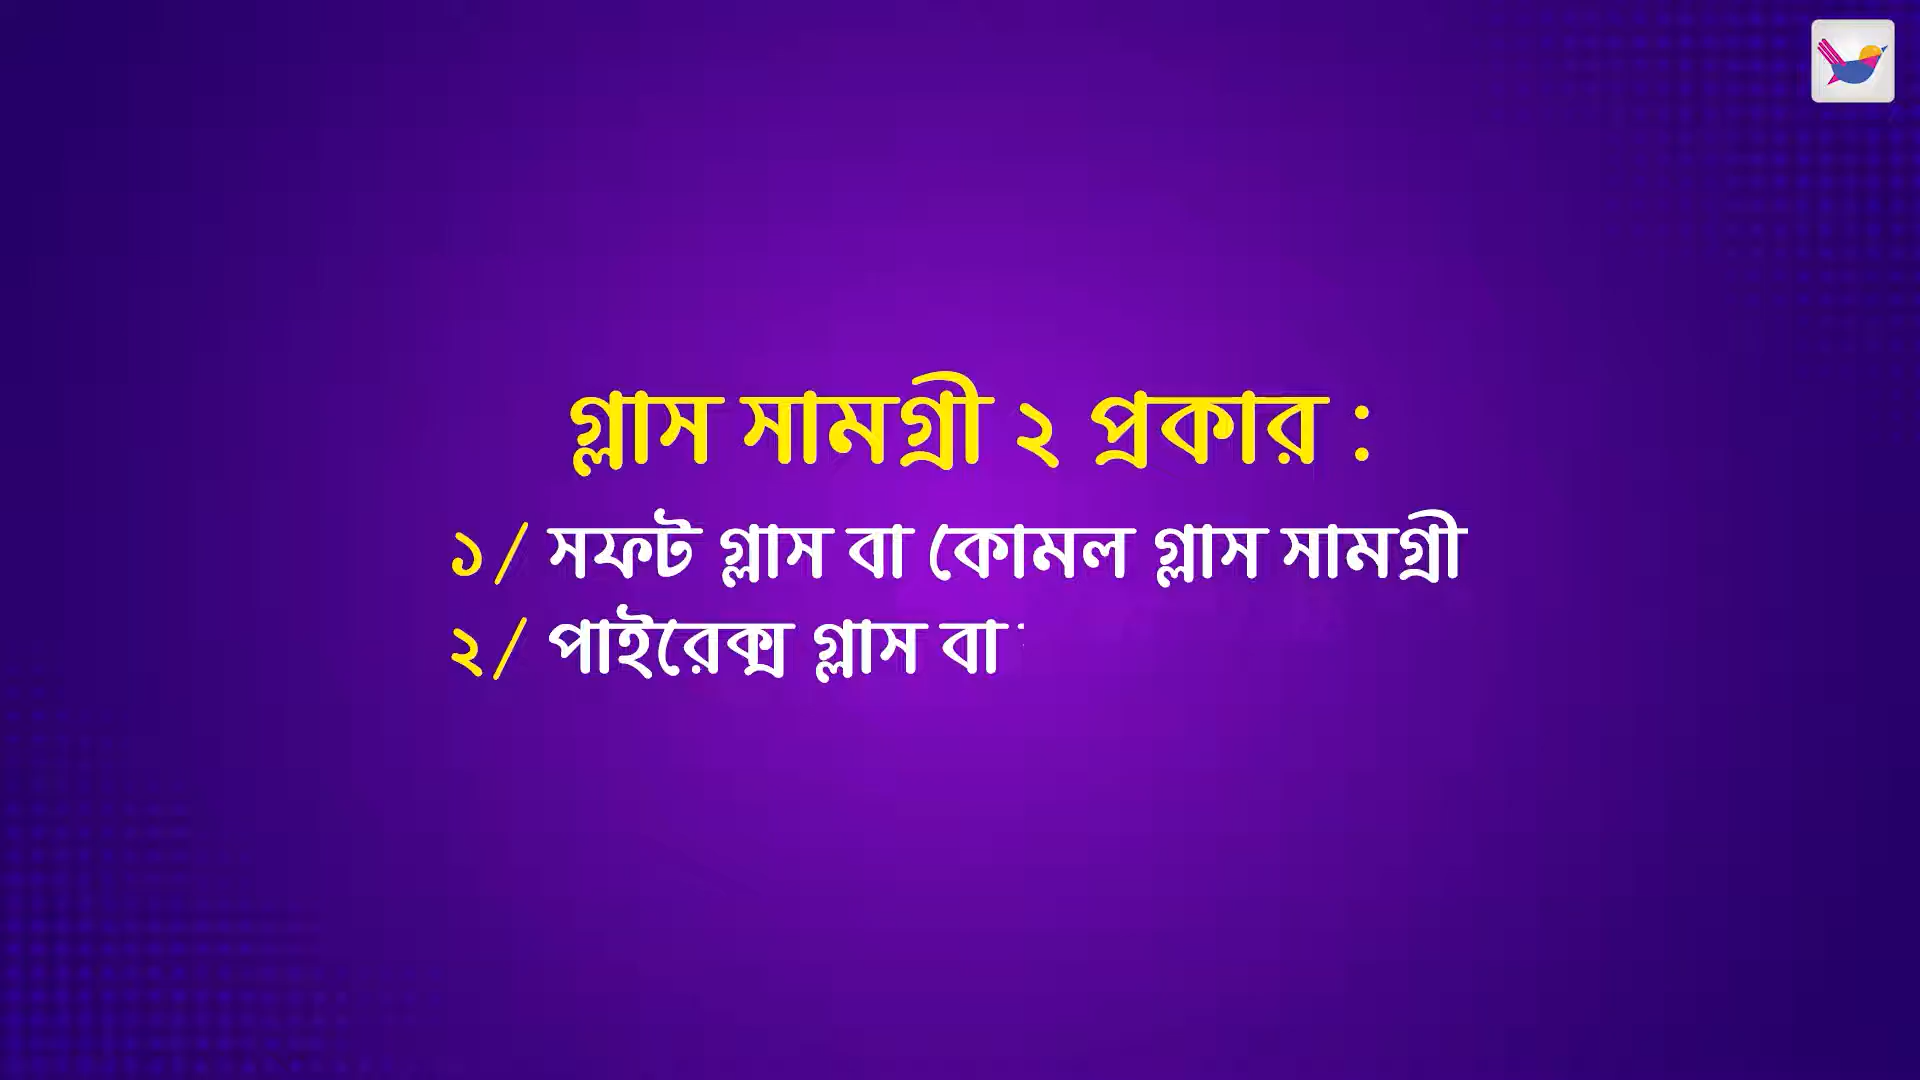 গ্লাস সামগ্রী ২ প্রকার :
১/ সফট গ্লাস বা কোমল গ্লাস সামগ্রী
২/ পাইরেক্স গ্লাস বা